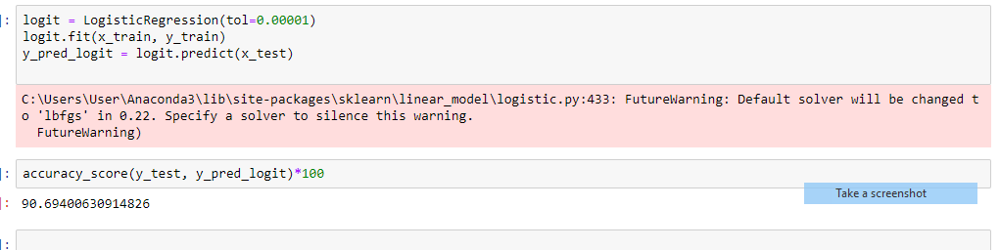 ]: logit = LogisticRegression(tol=0.00001)
logit.fit(x_train, y_train)
y_pred_logit = logit.predict(x_test)
C:\Users\User\Anaconda3\lib\site-packages\sklearn\linear_model\logistic.py:433: FutureWarning: Default solver will be changed t
o 'lbfgs' in 0.22. Specify a solver to silence this warning.
  FutureWarning)
]: accuracy_score(y_test, y_pred_logit)*100
Take a screenshot
]: 90.69400630914826
]: